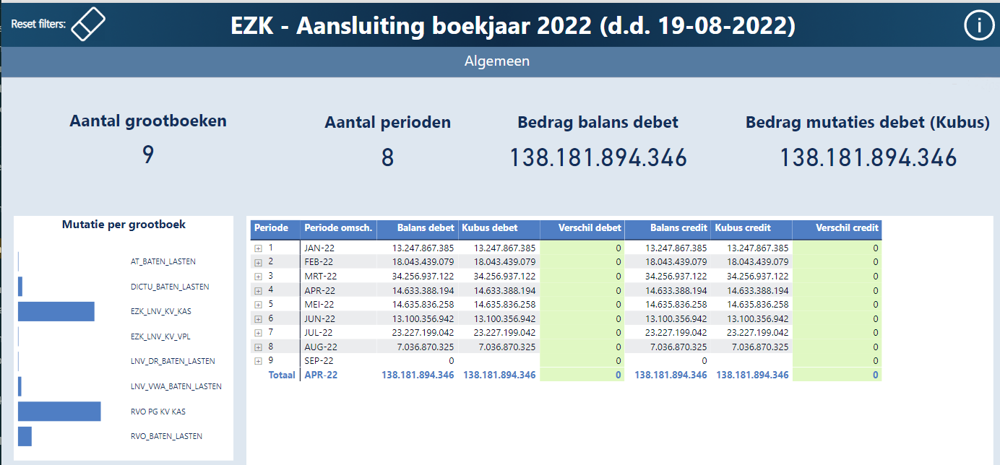 Reset filters:
EZK - Aansluiting boekjaar 2022 (d.d. 19-08-2022)
i
Algemeen
Aantal grootboeken
9
Aantal perioden
8
Bedrag balans debet
138.181.894.346
Bedrag mutaties debet (Kubus)
138.181.894.346
Mutatie per grootboek
AT_BATEN_LASTEN
DICTU_BATEN_LASTEN
EZK_LNV_KV_KAS
EZK_LNV_KV_VPL
LNV_DR_BATEN_LASTEN
LNV_VWA_BATEN_LASTEN
RVO PG KV KAS
RVO_BATEN_LASTEN
Periode Periode omsch. Balans debet Kubus debet Verschil debet Balans credit Kubus credit Verschil credit
1 JAN-22 13.247.867.385 13.247.867.385 0 13.247.867.385 13.247.867.385 0
2 FEB-22 18.043.439.079 18.043.439.079 0 18.043.439.079 18.043.439.079 0
3 MRT-22 34.256.937.122 34.256.937.122 0 34.256.937.122 34.256.937.122 0
4 APR-22 14.633.388.194 14.633.388.194 0 14.633.388.194 14.633.388.194 0
5 MEI-22 14.635.836.258 14.635.836.258 0 14.635.836.258 14.635.836.258 0
6 JUN-22 13.100.356.942 13.100.356.942 0 13.100.356.942 13.100.356.942 0
7 JUL-22 23.227.199.042 23.227.199.042 0 23.227.199.042 23.227.199.042 0
8 AUG-22 7.036.870.325 7.036.870.325 0 7.036.870.325 7.036.870.325 0
9 SEP-22 0 0 0 0
Totaal APR-22 138.181.894.346 138.181.894.346 0 138.181.894.346 138.181.894.346 0